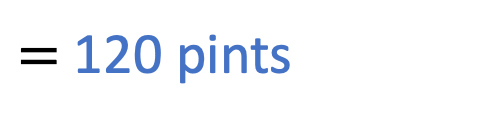 = 120 pints